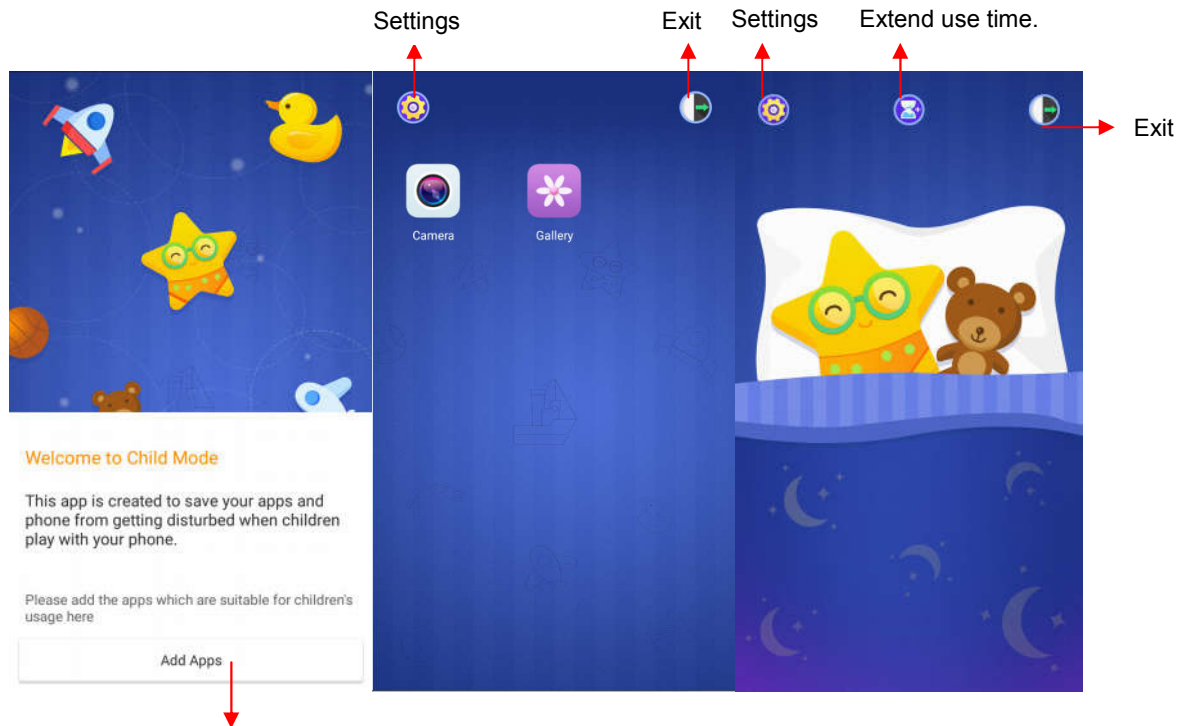 Settings
Exit
Settings
Extend use time.
Exit
Camera
Gallery
Welcome to Child Mode
This app is created to save your apps and
phone from getting disturbed when children
play with your phone.
Please add the apps which are suitable for children's
usage here
Add Apps